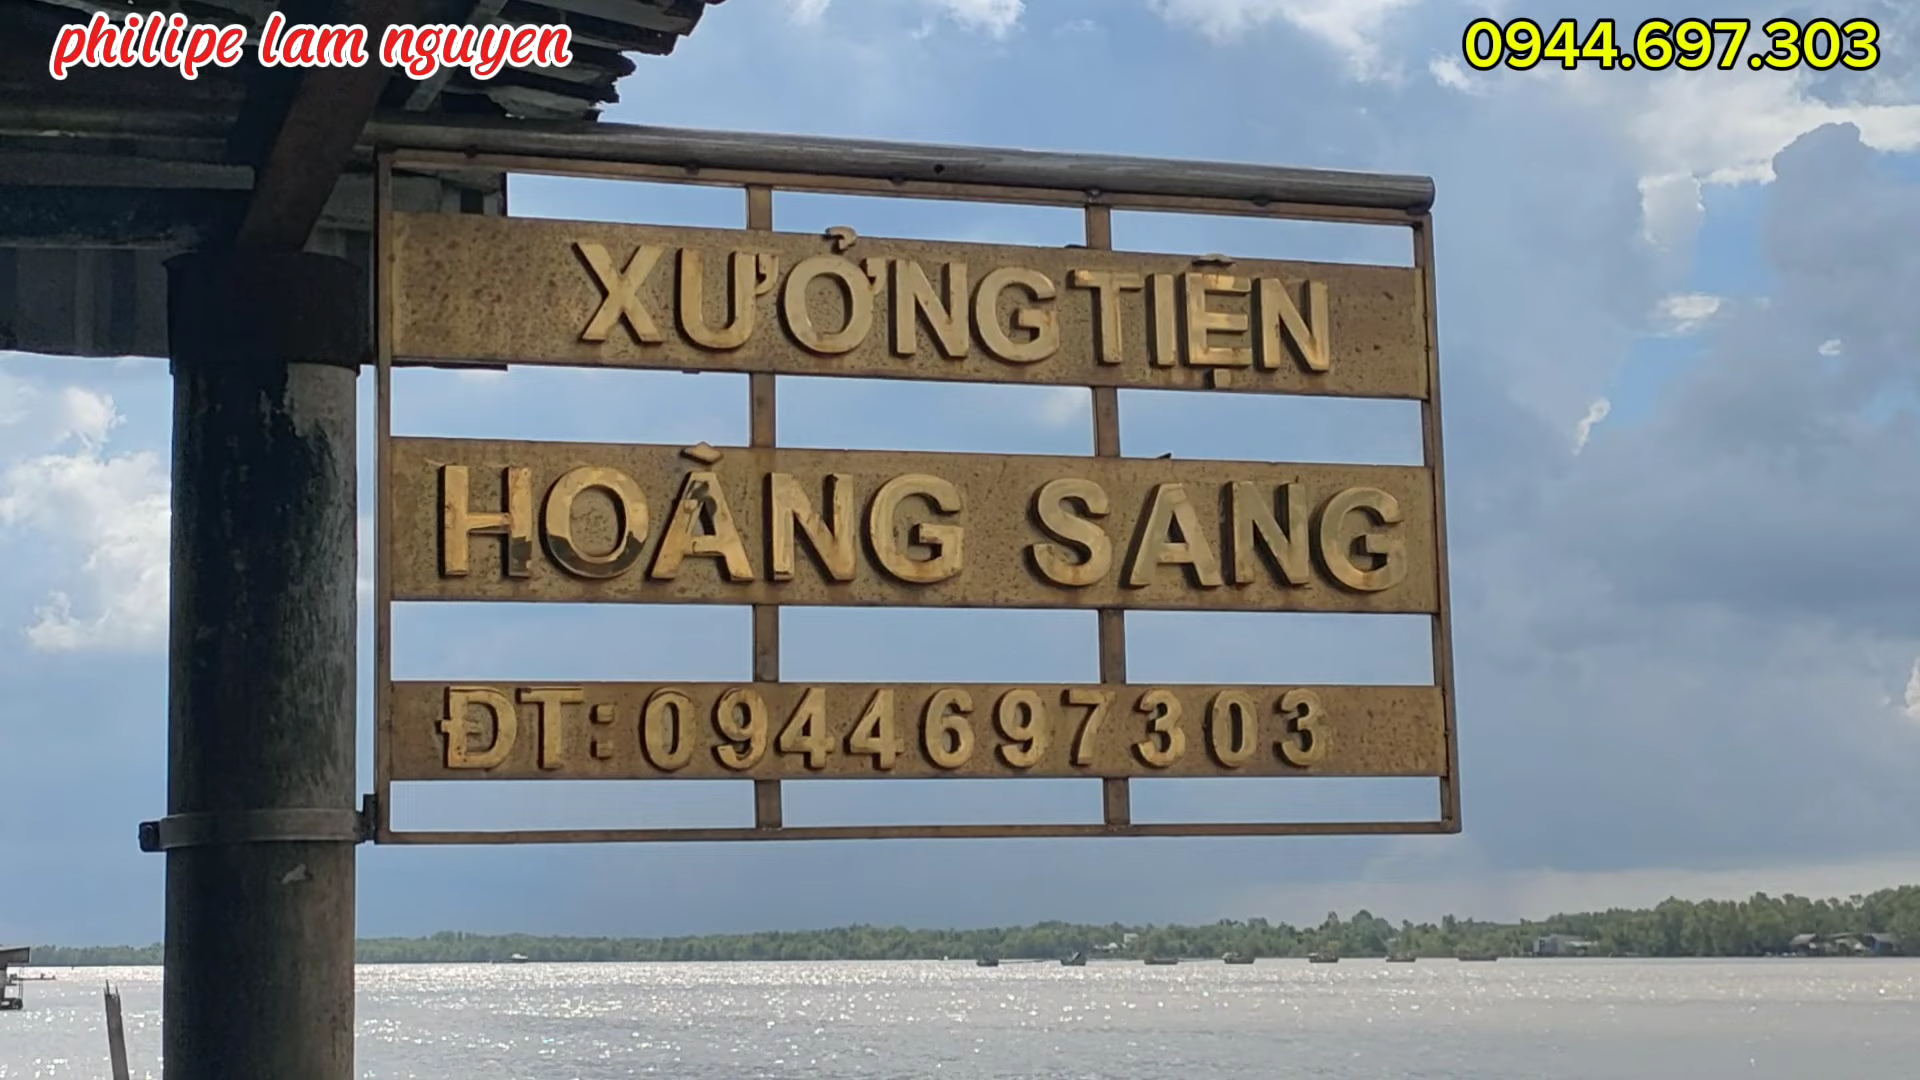 philipe lam nguyen
0944.697.303
XƯỞNG TIỆN
HOÀNG SANG
ĐT: 0944697303